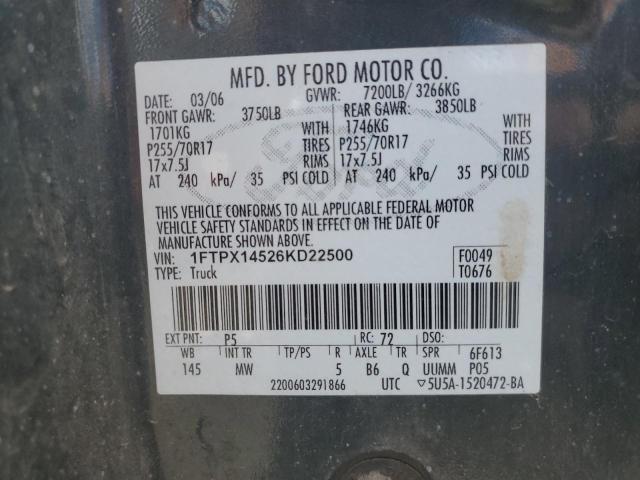 MFD. BY FORD MOTOR CO.
DATE: 03/06 GVWR: 7200LB/ 3266KG
FRONT GAWR: 3750LB REAR GAWR: 3850LB
1701KG WITH 1746KG WITH
P255/70R17 TIRES P255/70R17 TIRES
17x7.5J RIMS 17x7.5J RIMS
AT 240 kPa/ 35 PSI COLD AT 240 kPa/ 35 PSI COLD
THIS VEHICLE CONFORMS TO ALL APPLICABLE FEDERAL MOTOR
VEHICLE SAFETY STANDARDS IN EFFECT ON THE DATE OF
MANUFACTURE SHOWN ABOVE.
VIN: 1FTPX14526KD22500 F0049
TYPE: Truck T0676
EXT PNT: P5 RC: 72 DSO:
WB INT TR TP/PS R AXLE TR SPR 6F613
145 MW 5 B6 Q UUMM P05
2200603291866 UTC ▽5U5A-1520472-BA